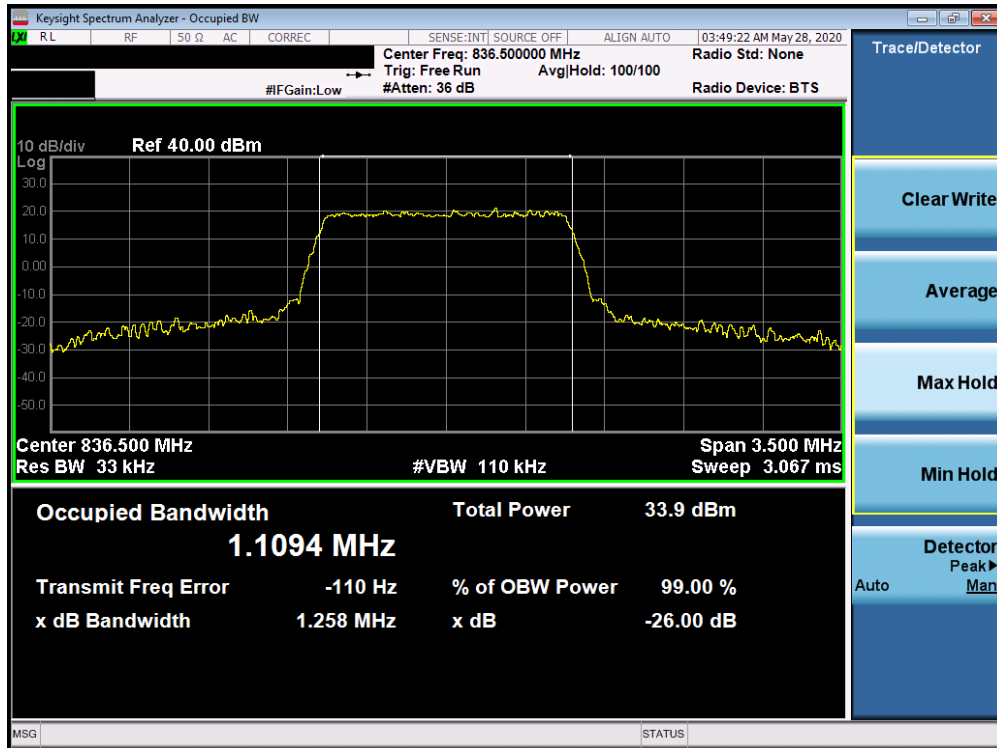 Keysight Spectrum Analyzer - Occupied BW
LXI RL RF 50 Ω AC CORREC SENSE:INT SOURCE OFF ALIGN AUTO 03:49:22 AM May 28, 2020
Center Freq: 836.500000 MHz Radio Std: None
Trig: Free Run Avg|Hold: 100/100
#IFGain:Low #Atten: 36 dB Radio Device: BTS
10 dB/div Ref 40.00 dBm
Log
30.0
20.0
10.0
0.00
-10.0
-20.0
-30.0
-40.0
-50.0
Center 836.500 MHz Span 3.500 MHz
Res BW 33 kHz #VBW 110 kHz Sweep 3.067 ms
Occupied Bandwidth Total Power 33.9 dBm
1.1094 MHz
Transmit Freq Error -110 Hz % of OBW Power 99.00 %
x dB Bandwidth 1.258 MHz x dB -26.00 dB
MSG STATUS
Trace/Detector
Clear Write
Average
Max Hold
Min Hold
Detector
Peak▶
Auto Man